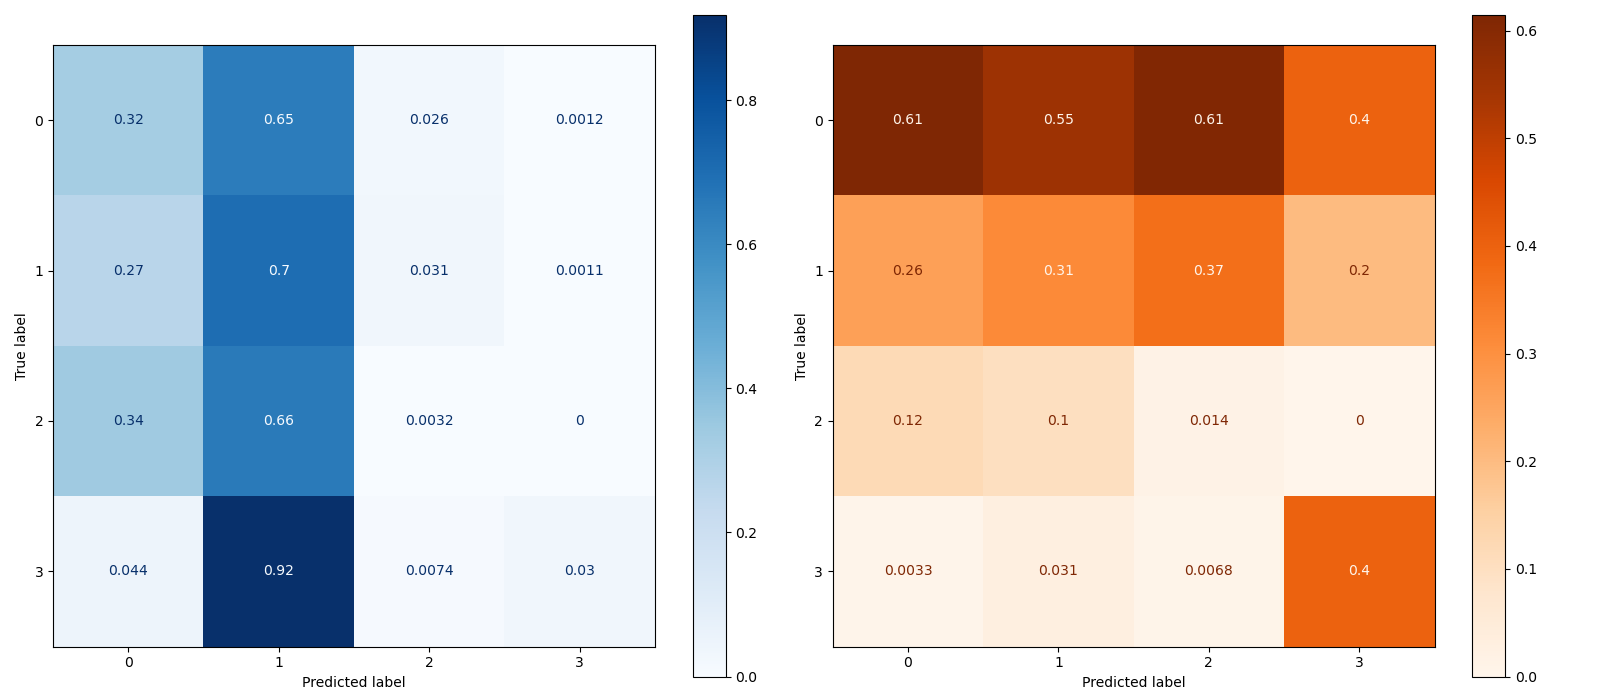 0.32 0.65 0.026 0.0012
0.27 0.7 0.031 0.0011
0.34 0.66 0.0032 0
0.044 0.92 0.0074 0.03
0
1
2
3
True label
0 1 2 3
Predicted label
0.8
0.6
0.4
0.2
0.0
0.61 0.55 0.61 0.4
0.26 0.31 0.37 0.2
0.12 0.1 0.014 0
0.0033 0.031 0.0068 0.4
0
1
2
3
True label
0 1 2 3
Predicted label
0.6
0.5
0.4
0.3
0.2
0.1
0.0